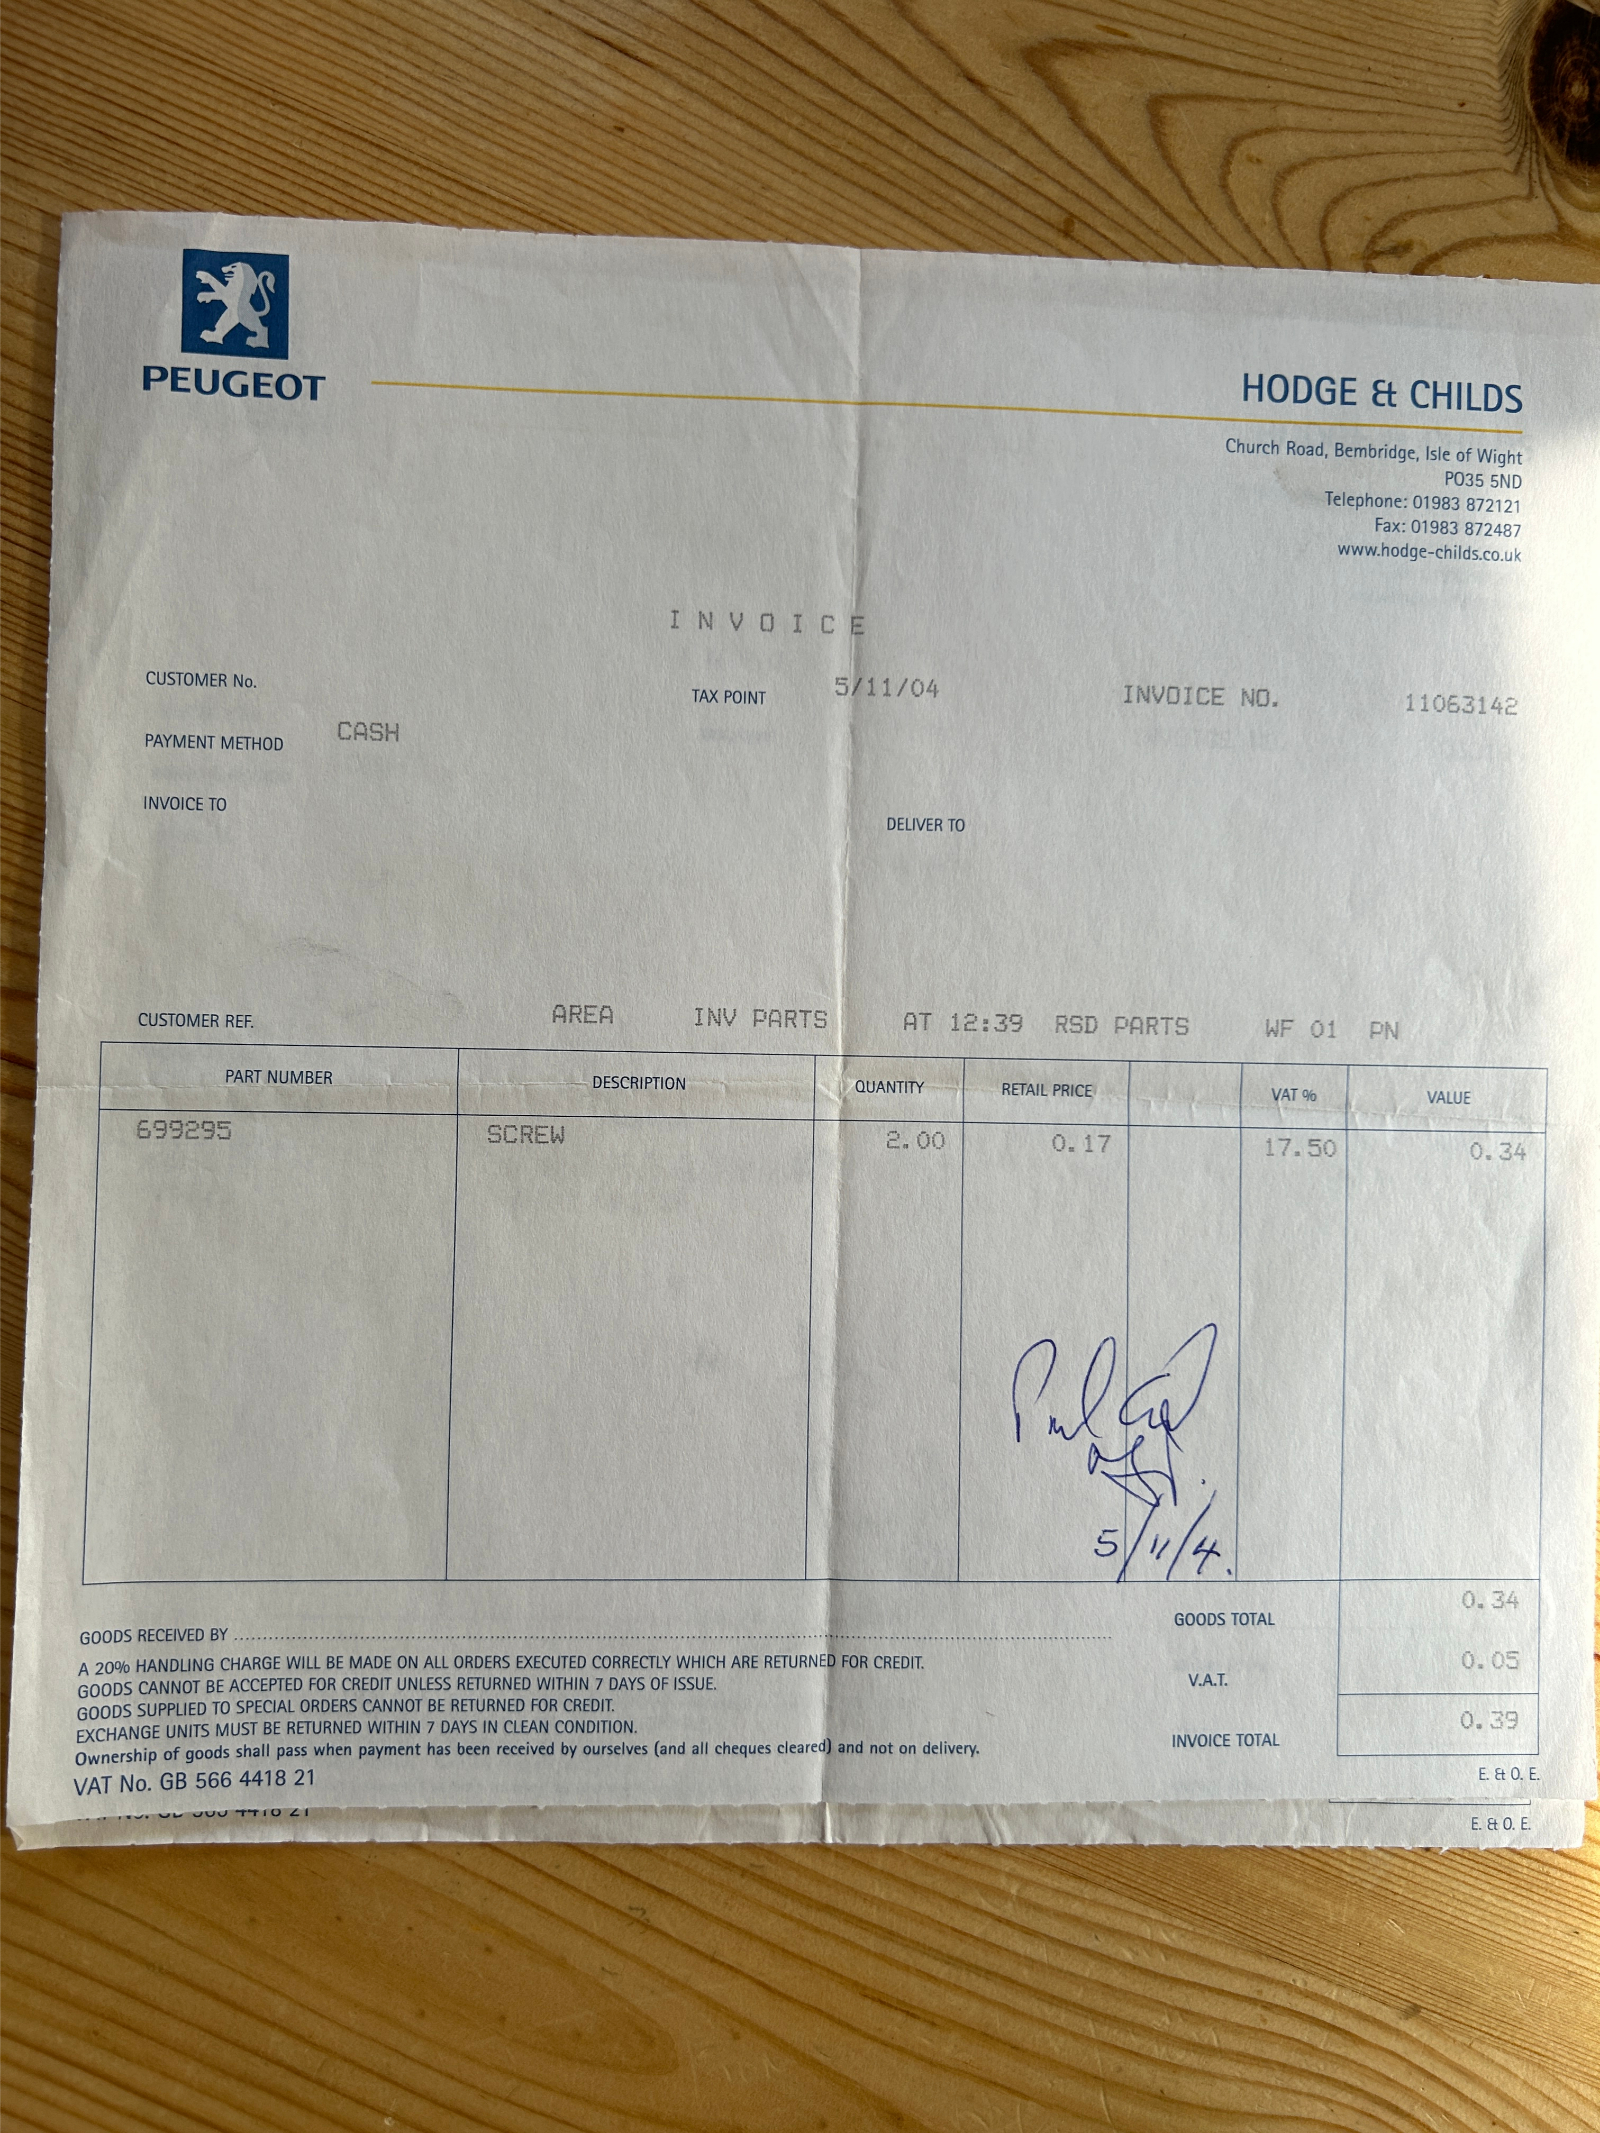 PEUGEOT
HODGE & CHILDS
Church Road, Bembridge, Isle of Wight
PO35 5ND
Telephone: 01983 872121
Fax: 01983 872487
www.hodge-childs.co.uk
INVOICE
CUSTOMER No.
TAX POINT 5/11/04 INVOICE NO. 11063142
PAYMENT METHOD CASH
INVOICE TO
DELIVER TO
CUSTOMER REF. AREA INV PARTS AT 12:39 RSD PARTS WF 01 PN
PART NUMBER DESCRIPTION QUANTITY RETAIL PRICE VAT % VALUE
699295 SCREW 2.00 0.17 17.50 0.34
5/11/4.
GOODS TOTAL 0.34
GOODS RECEIVED BY
A 20% HANDLING CHARGE WILL BE MADE ON ALL ORDERS EXECUTED CORRECTLY WHICH ARE RETURNED FOR CREDIT.
GOODS CANNOT BE ACCEPTED FOR CREDIT UNLESS RETURNED WITHIN 7 DAYS OF ISSUE.
V.A.T. 0.05
GOODS SUPPLIED TO SPECIAL ORDERS CANNOT BE RETURNED FOR CREDIT.
EXCHANGE UNITS MUST BE RETURNED WITHIN 7 DAYS IN CLEAN CONDITION.
INVOICE TOTAL 0.39
Ownership of goods shall pass when payment has been received by ourselves (and all cheques cleared) and not on delivery.
VAT No. GB 566 4418 21
E. & O. E.
E. & O. E.